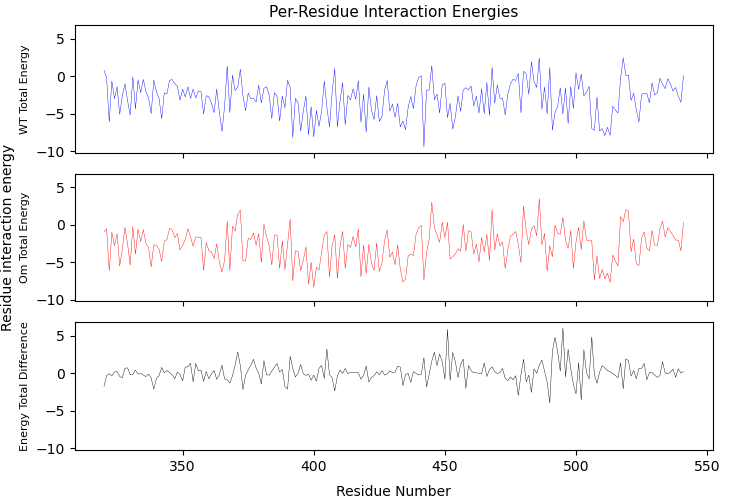 Per-Residue Interaction Energies
Residue interaction energy
WT Total Energy
5
0
−5
−10
Om Total Energy
5
0
−5
−10
Energy Total Difference
5
0
−5
−10
350 400 450 500 550
Residue Number